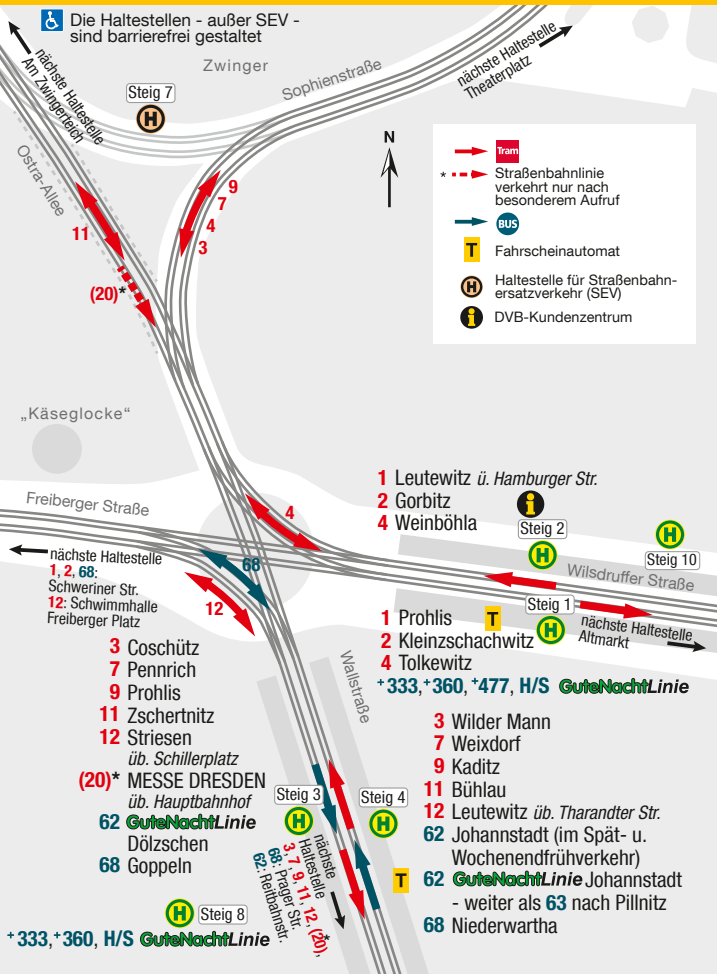 Die Haltestellen - außer SEV -
sind barrierefrei gestaltet
nächste Haltestelle
Am Zwingerteich
Zwinger
Steig 7
H
Sophienstraße
nächste Haltestelle
Theaterplatz
Ostra-Allee
N
Tram
* Straßenbahnlinie
verkehrt nur nach
besonderem Aufruf
BUS
T Fahrscheinautomat
H Haltestelle für Straßenbahn-
ersatzverkehr (SEV)
i DVB-Kundenzentrum
9
7
4
3
11
(20)*
„Käseglocke“
Freiberger Straße
4
68
12
nächste Haltestelle
1, 2, 68:
Schweriner Str.
12: Schwimmhalle
Freiberger Platz
1 Leutewitz ü. Hamburger Str.
2 Gorbitz
4 Weinböhla
i
Steig 2
H
H
Steig 10
Wilsdruffer Straße
Steig 1
H
nächste Haltestelle
Altmarkt
1 Prohlis
T
2 Kleinzschachwitz
4 Tolkewitz
+333,+360, +477, H/S GuteNachtLinie
Wallstraße
3 Coschütz
7 Pennrich
9 Prohlis
11 Zschertnitz
12 Striesen
üb. Schillerplatz
(20)* MESSE DRESDEN
üb. Hauptbahnhof
62 GuteNachtLinie
Dölzschen
68 Goppeln
Steig 3
H
Steig 4
H
T
nächste
Haltestelle
3, 7, 9, 11, 12, (20)*,
68: Prager Str.
62: Reitbahnstr.
3 Wilder Mann
7 Weixdorf
9 Kaditz
11 Bühlau
12 Leutewitz üb. Tharandter Str.
62 Johannstadt (im Spät- u.
Wochenendfrühverkehr)
62 GuteNachtLinie Johannstadt
- weiter als 63 nach Pillnitz
68 Niederwartha
H Steig 8
+333,+360, H/S GuteNachtLinie